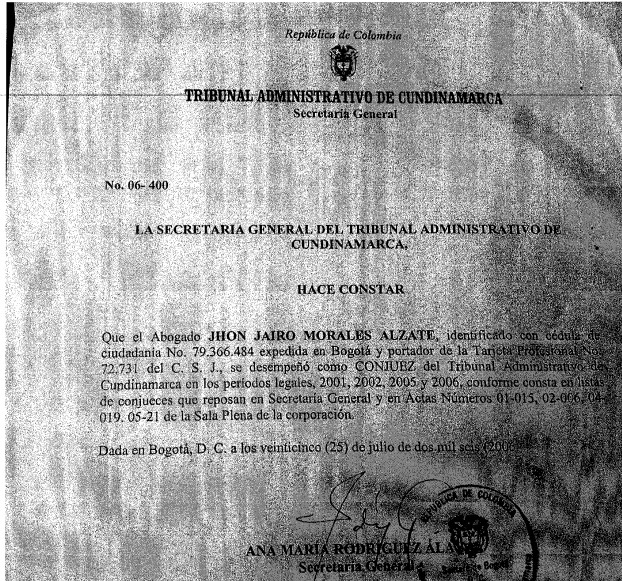 República de Colombia
TRIBUNAL ADMINISTRATIVO DE CUNDINAMARCA
Secretaría General
No. 06- 400
LA SECRETARIA GENERAL DEL TRIBUNAL ADMINISTRATIVO DE
CUNDINAMARCA,
HACE CONSTAR
Que el Abogado JHON JAIRO MORALES ALZATE, identificado con cédula de
ciudadanía No. 79.366.484 expedida en Bogotá y portador de la Tarjeta Profesional No.
72.731 del C. S. J., se desempeñó como CONJUEZ del Tribunal Administrativo de
Cundinamarca en los períodos legales, 2001, 2002, 2005 y 2006, conforme consta en listas
de conjueces que reposan en Secretaría General y en Actas Números 01-015, 02-006, 04-
019. 05-21 de la Sala Plena de la corporación.
Dada en Bogotá, D. C. a los veinticinco (25) de julio de dos mil seis
REPUBLICA DE COLOMBIA
ANA MARIA RODRIGUEZ
Secretaria General